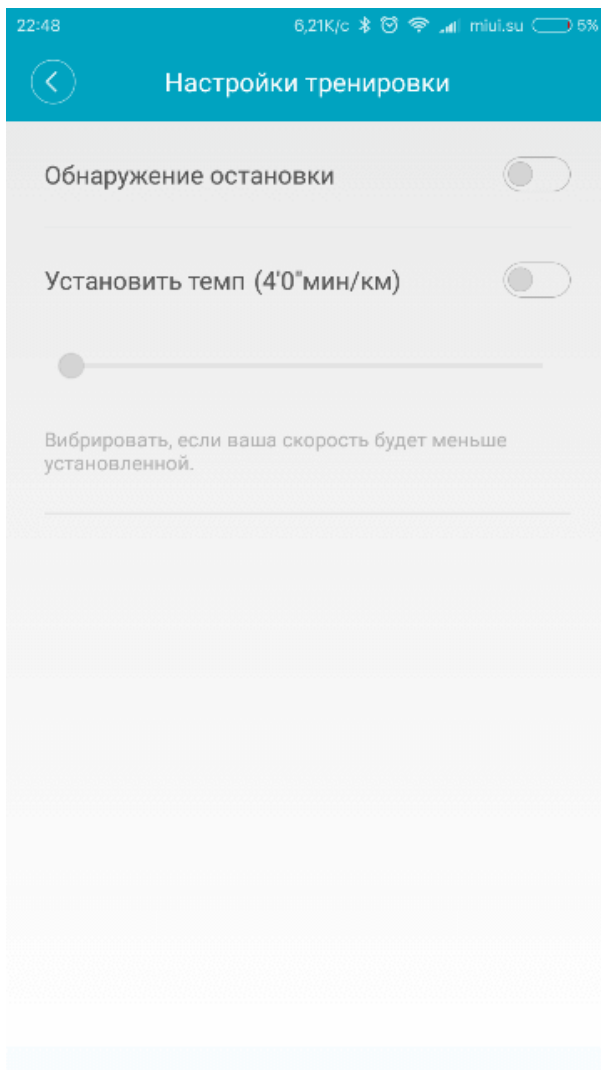 22:48 6,21K/c miui.su 5%
Настройки тренировки
Обнаружение остановки
Установить темп (4'0"мин/км)
Вибрировать, если ваша скорость будет меньше
установленной.